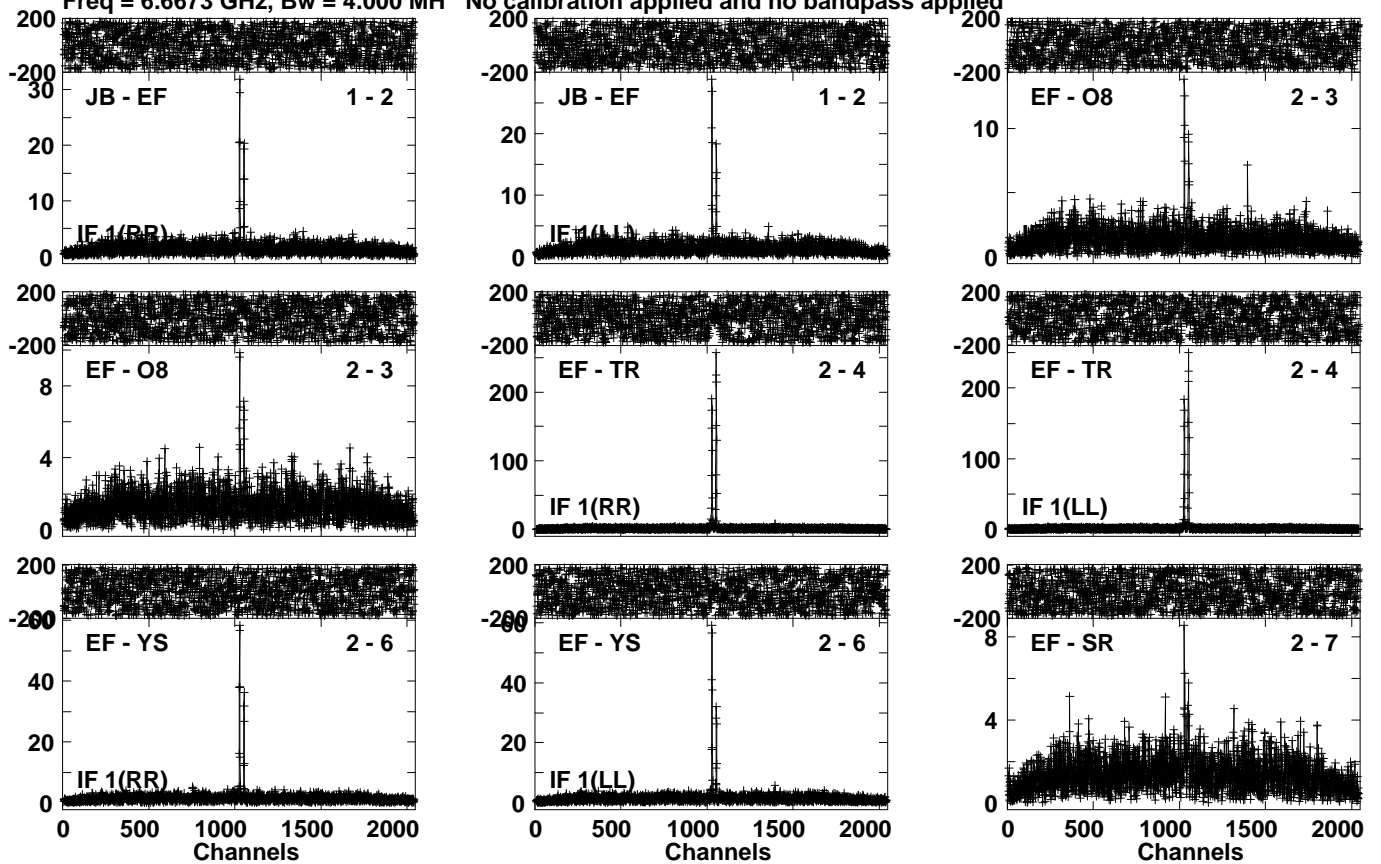 Freq = 6.6673 GHz, Bw = 4.000 MH No calibration applied and no bandpass applied
200 200 200
-200 -200 -200
JB - EF 1 - 2 JB - EF 1 - 2 EF - O8 2 - 3
30
20 20 10
10 10
IF 1(RR) IF 1(LL)
0 0 0
200 200 200
-200 -200 -200
EF - O8 2 - 3 EF - TR 2 - 4 EF - TR 2 - 4
8 200 200
4 100 100
IF 1(RR) IF 1(LL)
0 0 0
200 200 200
-200 -200 -200
60 60
EF - YS 2 - 6 EF - YS 2 - 6 EF - SR 2 - 7
8
40 40 4
20 20
IF 1(RR) IF 1(LL)
0 0 0
0 500 1000 1500 2000 0 500 1000 1500 2000 0 500 1000 1500 2000
Channels Channels Channels